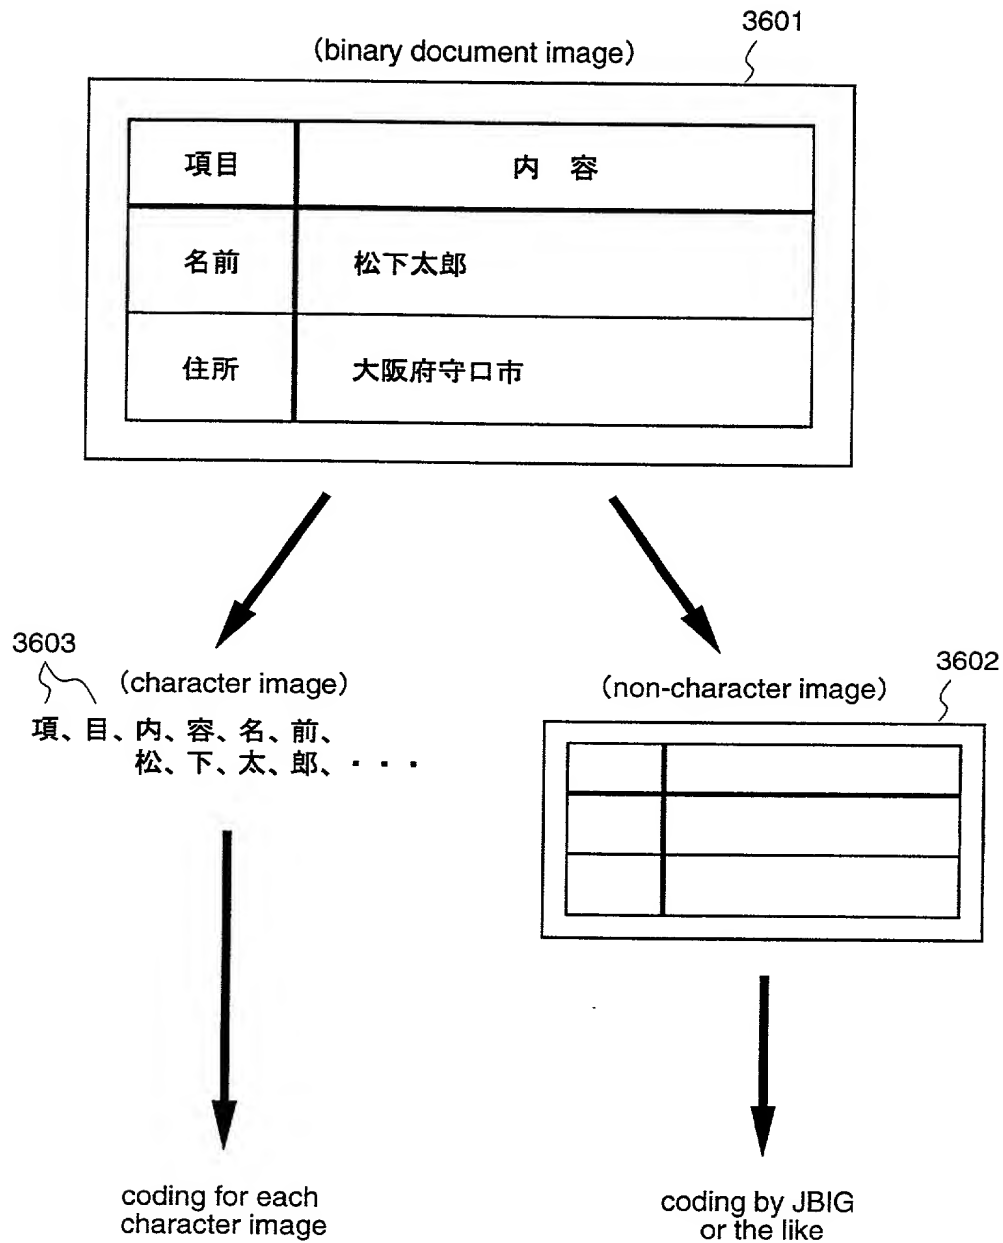 3601
(binary document image)
項目
内 容
名前
松下太郎
住所
大阪府守口市
3603
(character image)
項、目、内、容、名、前、
松、下、太、郎、・・・
3602
(non-character image)
coding for each
character image
coding by JBIG
or the like